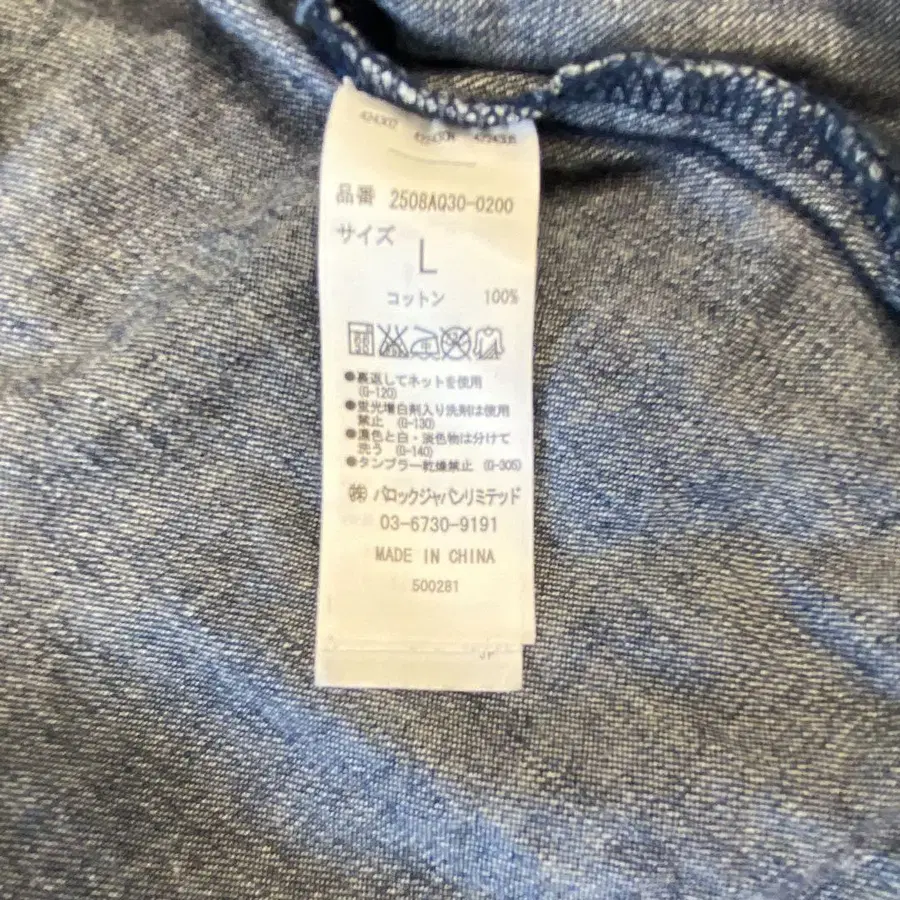 424302 4224304 4224305
品番 2508AQ30-0200
サイズ
L
コットン 100%
●裏返してネットを使用
(G-120)
●蛍光増白剤入り洗剤は使用
禁止 (G-130)
●濃色と白・淡色物は分けて
洗う (G-140)
●タンブラー乾燥禁止 (G-305)
㈱ バロックジャパンリミテッド
03-6730-9191
MADE IN CHINA
500281